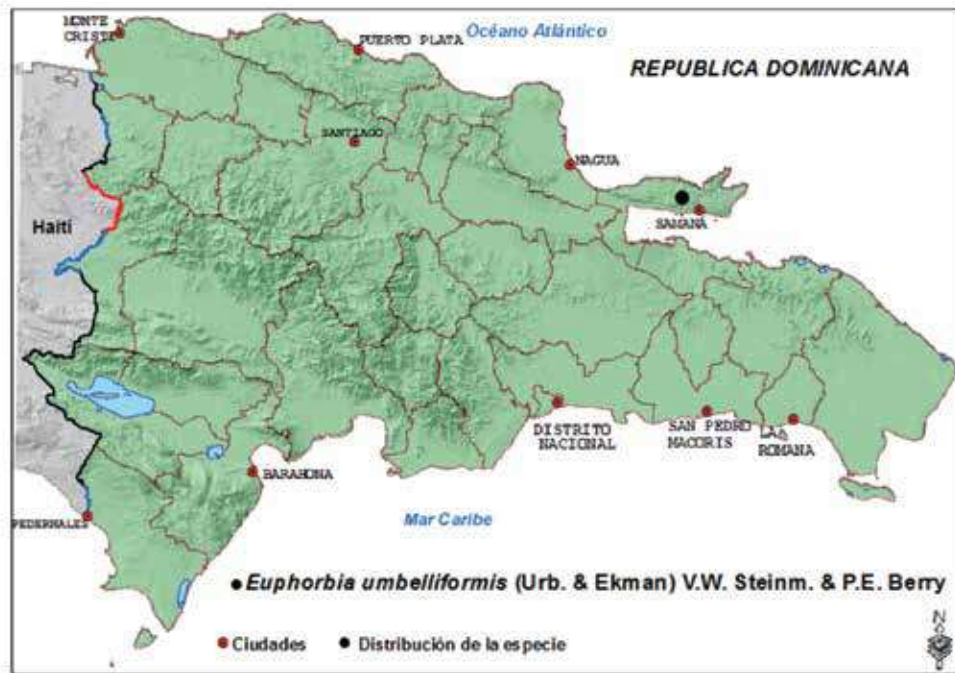 MONTE
CRISTI
PUERTO PLATA
Océano Atlántico
REPUBLICA DOMINICANA
SANTIAGO
NAGUA
Haití
SAMANA
DISTRITO
NACIONAL
SAN PEDRO
MACORIS
LA
ROMANA
BARAHONA
PEDERNALES
Mar Caribe
Euphorbia umbelliformis (Urb. & Ekman) V.W. Steinm. & P.E. Berry
Ciudades
Distribución de la especie
N